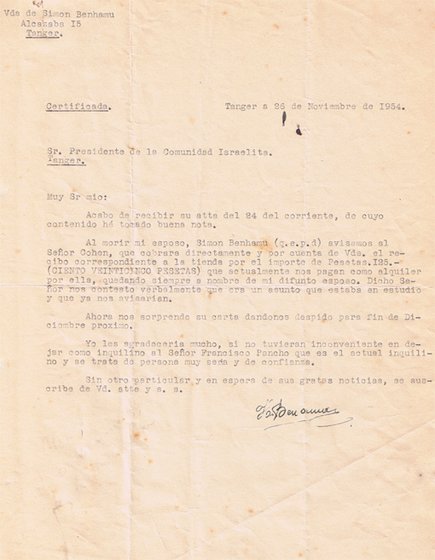 Vda de Simon Benhamu
Alcazaba I5
Tanger.
Certificada.
Tanger a 26 de Noviembre de I954.
Sr. Presidente de la Comunidad Israelita.
Tanger.
Muy Sr mio:
Acabo de recibir su atta del 24 del corriente, de cuyo
contenido há tomado buena nota.
Al morir mi esposo, Simon Benhamu (q.e.p.d) avisamos al
Señor Cohen, que cobrara directamente y por cuenta de Vda. el re-
cibo correspondiente a la tienda por el importe de Pesetas.I25.-
(CIENTO VEINTICINCO PESETAS) que actualmente nos pagan como alquiler
por ella, quedando siempre a nombre de mi difunto esposo. Dicho Se-
ñor nos contesto verbalmente que era un asunto que estaba en estudio
y que ya nos avisarian.
Ahora nos sorprende su carta dandonos despido para fin de Di-
ciembre proximo.
Yo les agradaceria mucho, si no tuvieran inconveniente en de-
jar como inquilino al Señor Francisco Pancho que es el actual inquili-
no y se trata de persona muy seria y de confianza.
Sin otro particular y en espera de sus gratas noticias, se sus-
cribe de Vd. atte y s. s.